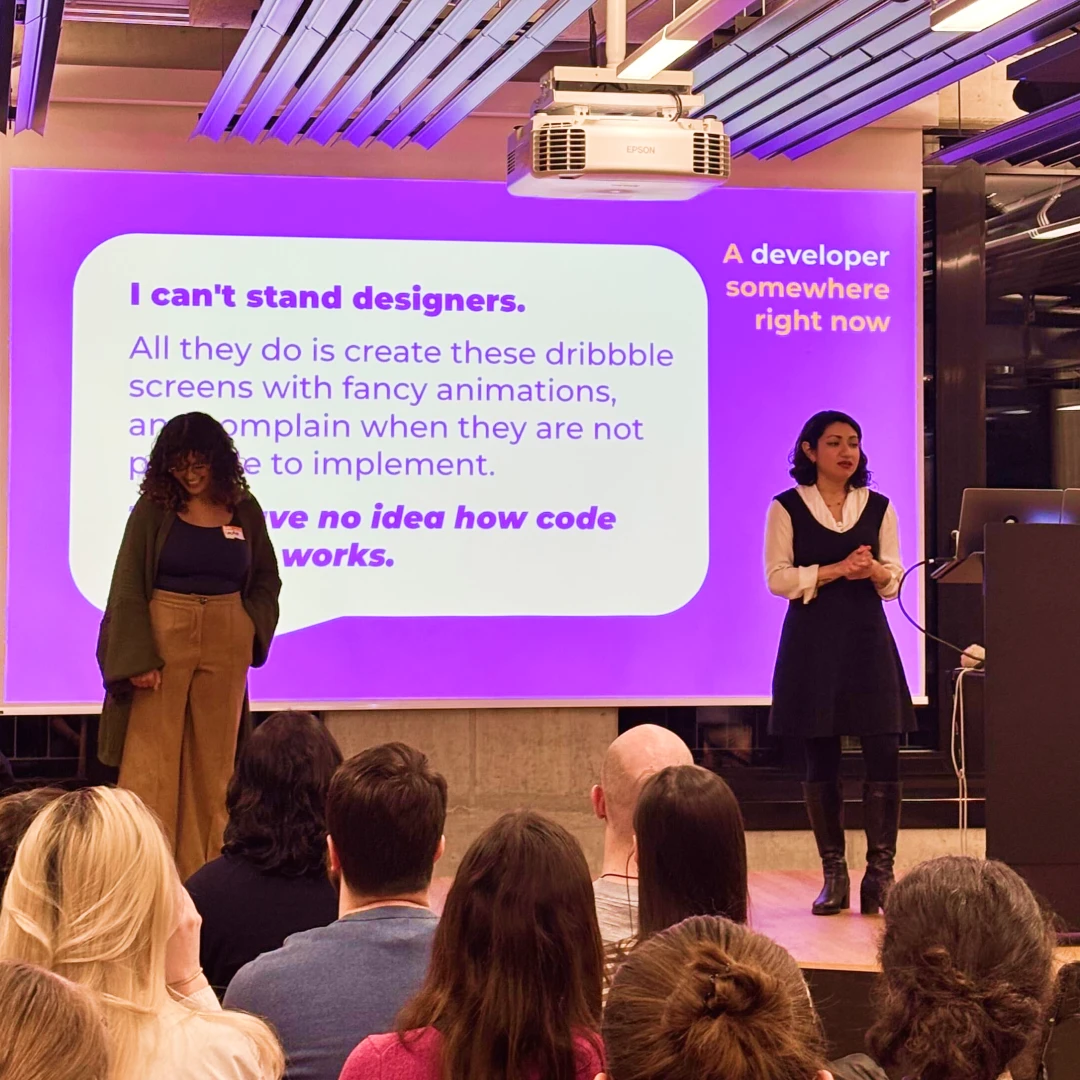 EPSON
I can't stand designers.
All they do is create these dribbble
screens with fancy animations,
complain when they are not
to implement.
no idea how code
works.
A developer
somewhere
right now